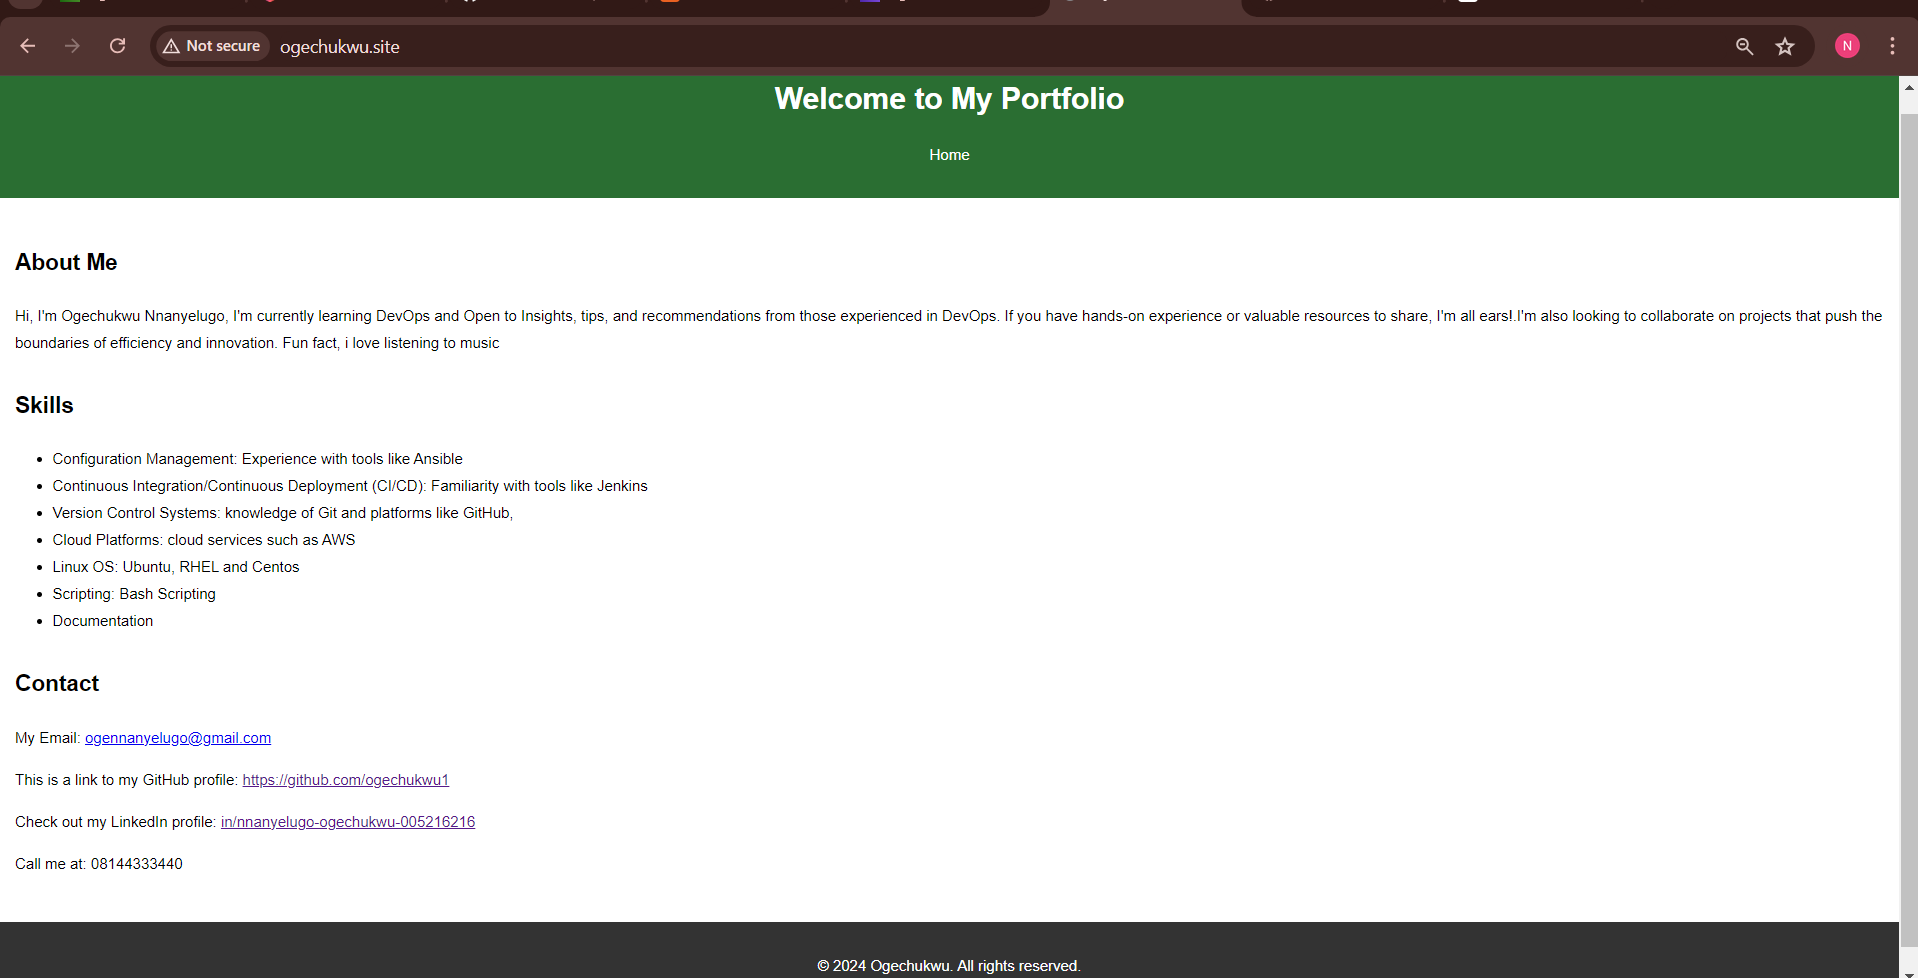 Not secure
ogechukwu.site
N
Welcome to My Portfolio
Home
About Me
Hi, I'm Ogechukwu Nnanyelugo, I'm currently learning DevOps and Open to Insights, tips, and recommendations from those experienced in DevOps. If you have hands-on experience or valuable resources to share, I'm all ears!.I'm also looking to collaborate on projects that push the
boundaries of efficiency and innovation. Fun fact, i love listening to music
Skills
Configuration Management: Experience with tools like Ansible
Continuous Integration/Continuous Deployment (CI/CD): Familiarity with tools like Jenkins
Version Control Systems: knowledge of Git and platforms like GitHub,
Cloud Platforms: cloud services such as AWS
Linux OS: Ubuntu, RHEL and Centos
Scripting: Bash Scripting
Documentation
Contact
My Email: ogennanyelugo@gmail.com
This is a link to my GitHub profile: https://github.com/ogechukwu1
Check out my LinkedIn profile: in/nnanyelugo-ogechukwu-005216216
Call me at: 08144333440
© 2024 Ogechukwu. All rights reserved.